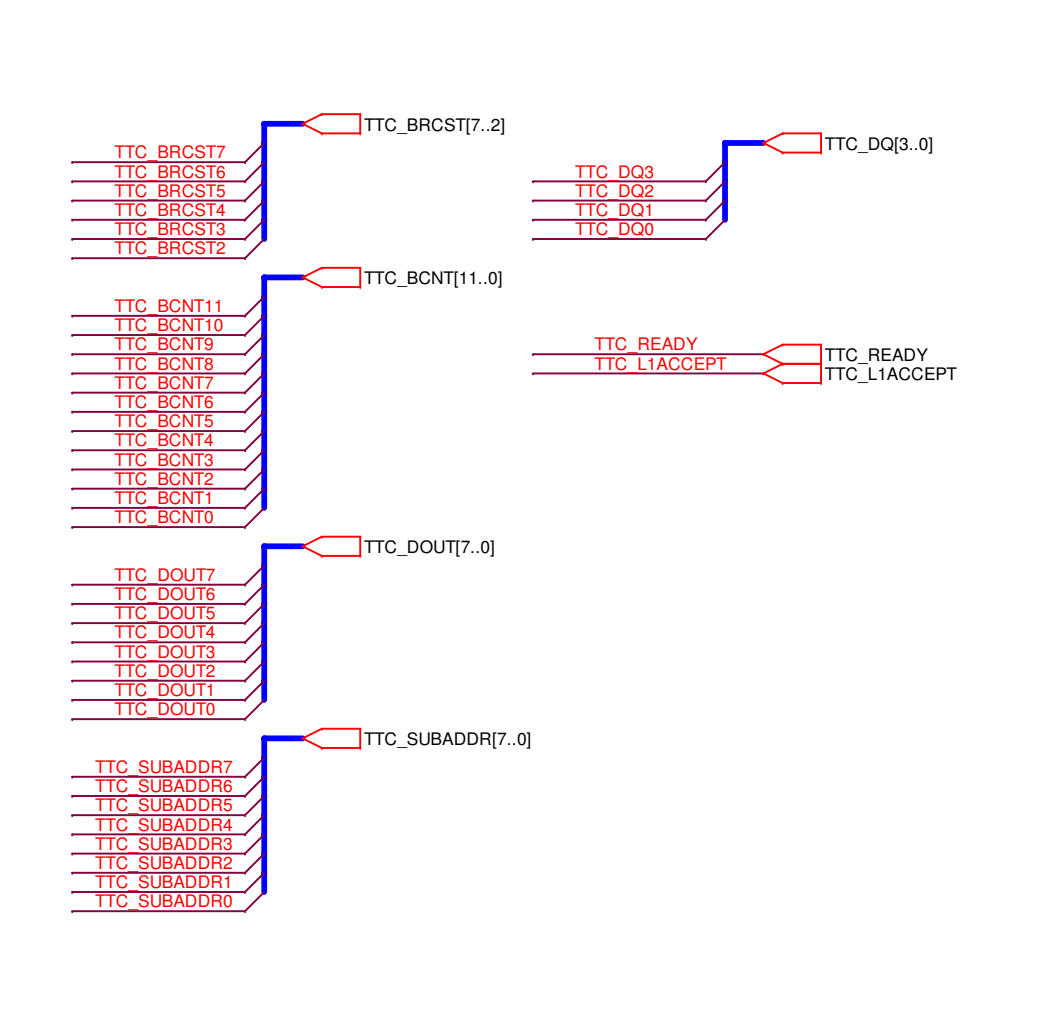 TTC_BRCST[7..2]
TTC_BRCST7
TTC_BRCST6
TTC_BRCST5
TTC_BRCST4
TTC_BRCST3
TTC_BRCST2
TTC_BCNT[11..0]
TTC_BCNT11
TTC_BCNT10
TTC_BCNT9
TTC_BCNT8
TTC_BCNT7
TTC_BCNT6
TTC_BCNT5
TTC_BCNT4
TTC_BCNT3
TTC_BCNT2
TTC_BCNT1
TTC_BCNT0
TTC_DOUT[7..0]
TTC_DOUT7
TTC_DOUT6
TTC_DOUT5
TTC_DOUT4
TTC_DOUT3
TTC_DOUT2
TTC_DOUT1
TTC_DOUT0
TTC_SUBADDR[7..0]
TTC_SUBADDR7
TTC_SUBADDR6
TTC_SUBADDR5
TTC_SUBADDR4
TTC_SUBADDR3
TTC_SUBADDR2
TTC_SUBADDR1
TTC_SUBADDR0
TTC_DQ[3..0]
TTC_DQ3
TTC_DQ2
TTC_DQ1
TTC_DQ0
TTC_READY
TTC_READY
TTC_L1ACCEPT
TTC_L1ACCEPT